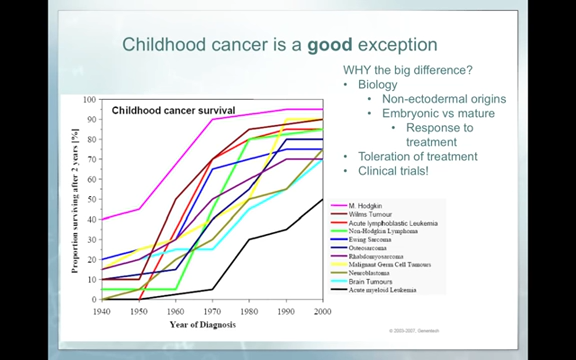 Childhood cancer is a good exception
WHY the big difference?
• Biology
• Non-ectodermal origins
• Embryonic vs mature
• Response to
treatment
• Toleration of treatment
• Clinical trials!
Childhood cancer survival
Proportion surviving after 2 years [%]
100
90
80
70
60
50
40
30
20
10
0
1940
1950
1960
1970
1980
1990
2000
Year of Diagnosis
M. Hodgkin
Wilms Tumour
Acute lymphoblastic Leukemia
Non-Hodgkin Lymphoma
Ewing Sarcoma
Osteosarcoma
Rhabdomyosarcoma
Malignant Germ Cell Tumours
Neuroblastoma
Brain Tumours
Acute myeloid Leukemia
© 2003-2007, Genentech